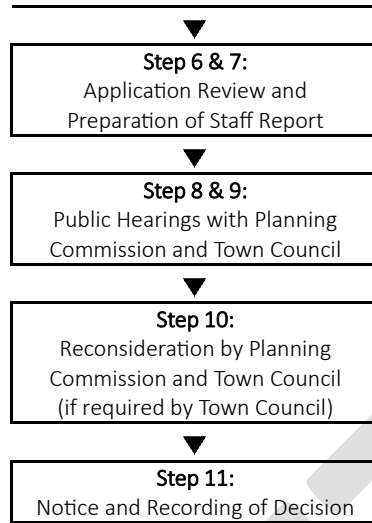 Step 6 & 7:
Application Review and
Preparation of Staff Report
Step 8 & 9:
Public Hearings with Planning
Commission and Town Council
Step 10:
Reconsideration by Planning
Commission and Town Council
(if required by Town Council)
Step 11:
Notice and Recording of Decision